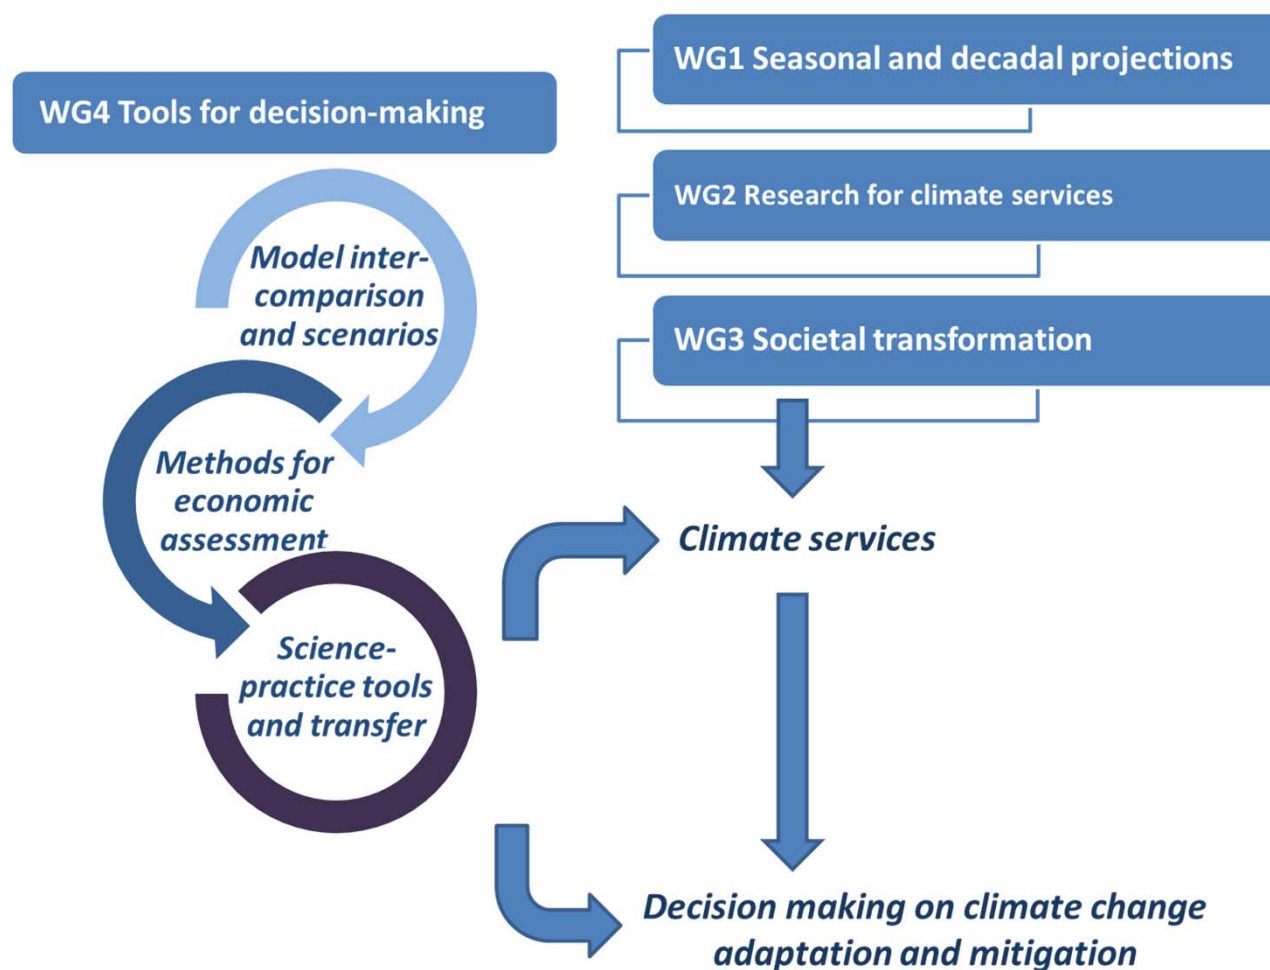 WG4 Tools for decision-making
Model inter-
comparison
and scenarios
Methods for
economic
assessment
Science-
practice tools
and transfer
WG1 Seasonal and decadal projections
WG2 Research for climate services
WG3 Societal transformation
Climate services
Decision making on climate change
adaptation and mitigation